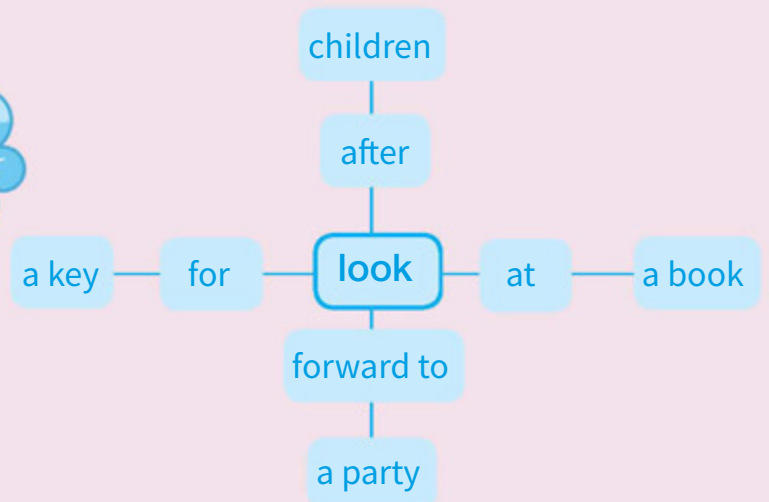 children
after
a key for look at a book
forward to
a party